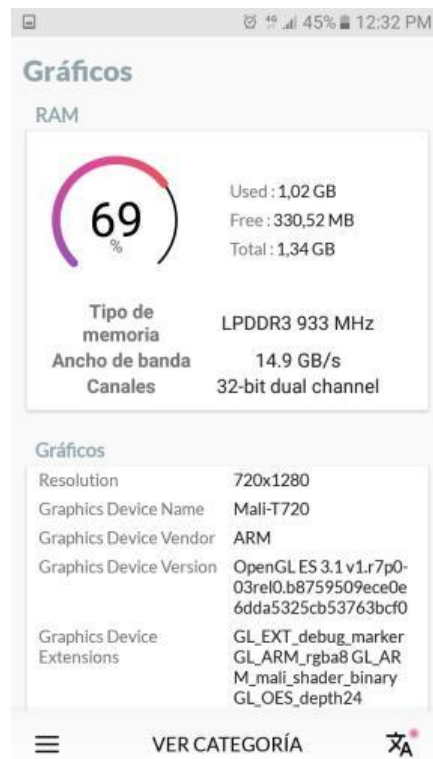 45% 12:32 PM
Gráficos
RAM
69
%
Used : 1,02 GB
Free : 330,52 MB
Total : 1,34 GB
Tipo de memoria LPDDR3 933 MHz
Ancho de banda 14.9 GB/s
Canales 32-bit dual channel
Gráficos
Resolution 720x1280
Graphics Device Name Mali-T720
Graphics Device Vendor ARM
Graphics Device Version OpenGL ES 3.1 v1.r7p0-
03rel0.b8759509ece0e
6dda5325cb53763bcf0
Graphics Device GL_EXT_debug_marker
Extensions GL_ARM_rgba8 GL_AR
M_mali_shader_binary
GL_OES_depth24
VER CATEGORÍA